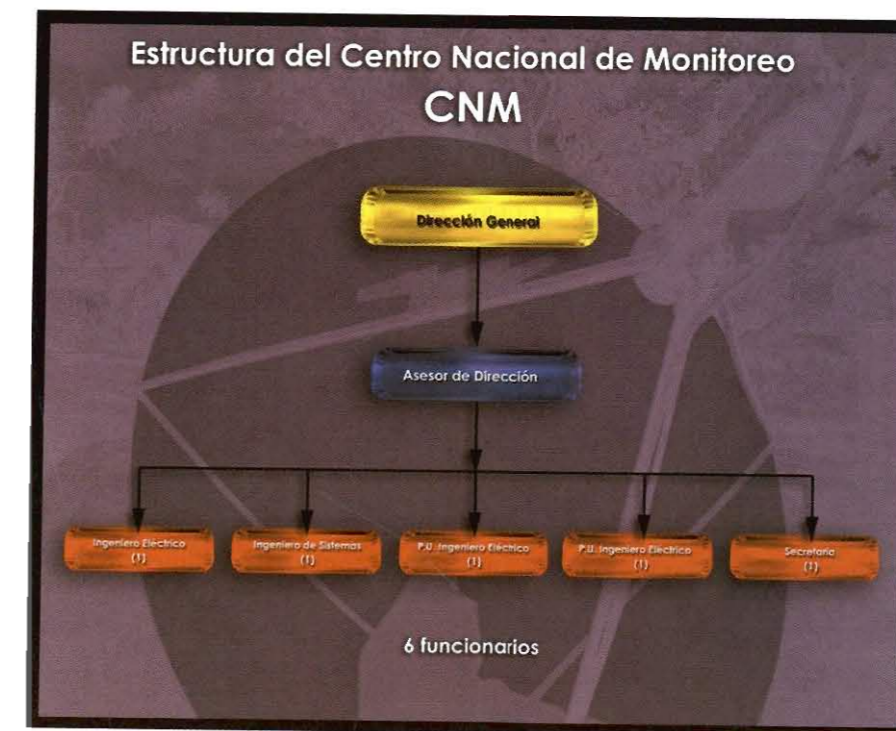 Estructura del Centro Nacional de Monitoreo
CNM
Dirección General
Asesor de Dirección
Ingeniero Eléctrico
(1)
Ingeniero de Sistemas
(1)
P.U. Ingeniero Eléctrico
(1)
P.U. Ingeniero Eléctrico
(1)
Secretaria
(1)
6 funcionarios